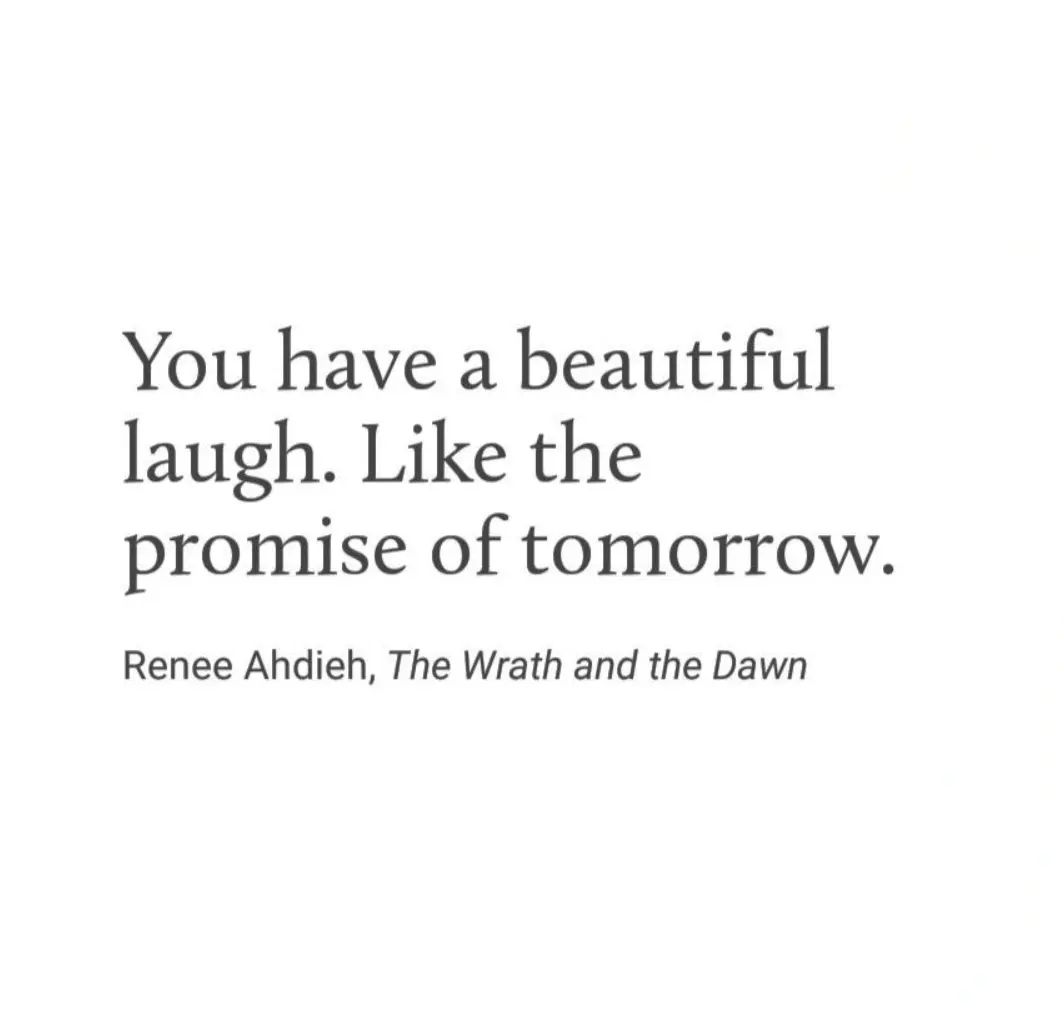 You have a beautiful
laugh. Like the
promise of tomorrow.
Renee Ahdieh, The Wrath and the Dawn